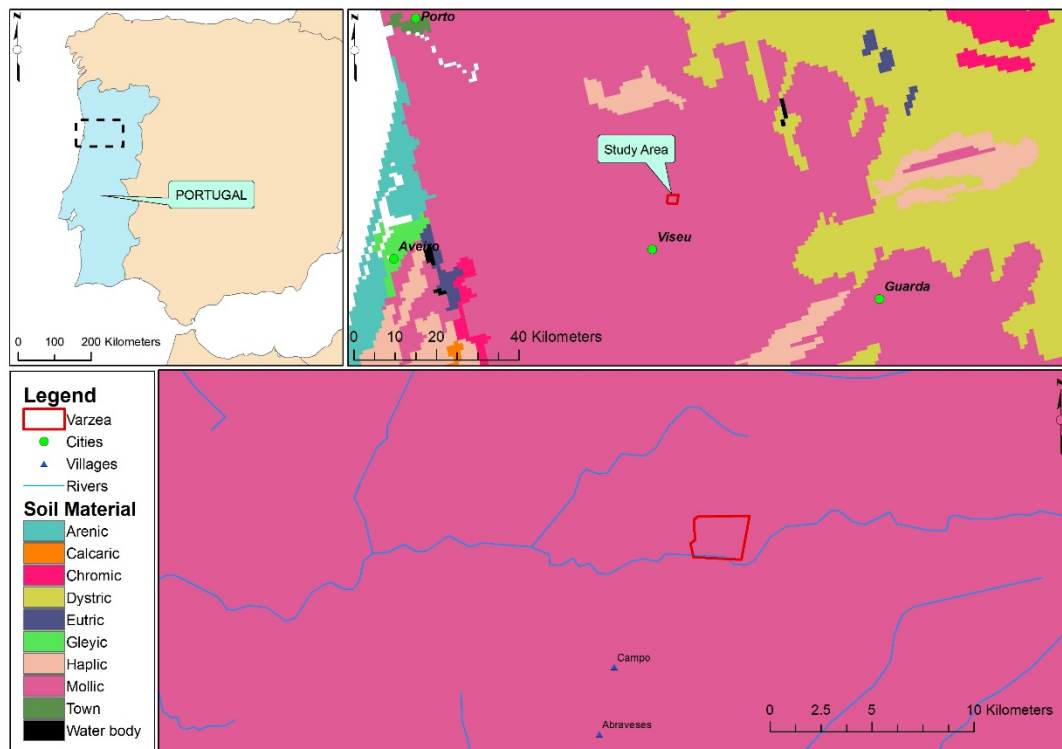 N
PORTUGAL
0 100 200 Kilometers
N
Porto
Study Area
Viseu
Aveiro
Guarda
0 10 20 40 Kilometers
Legend
Varzea
Cities
Villages
Rivers
Soil Material
Arenic
Calcaric
Chromic
Dystric
Eutric
Gleyic
Haplic
Mollic
Town
Water body
N
Campo
Abraveses
0 2.5 5 10 Kilometers